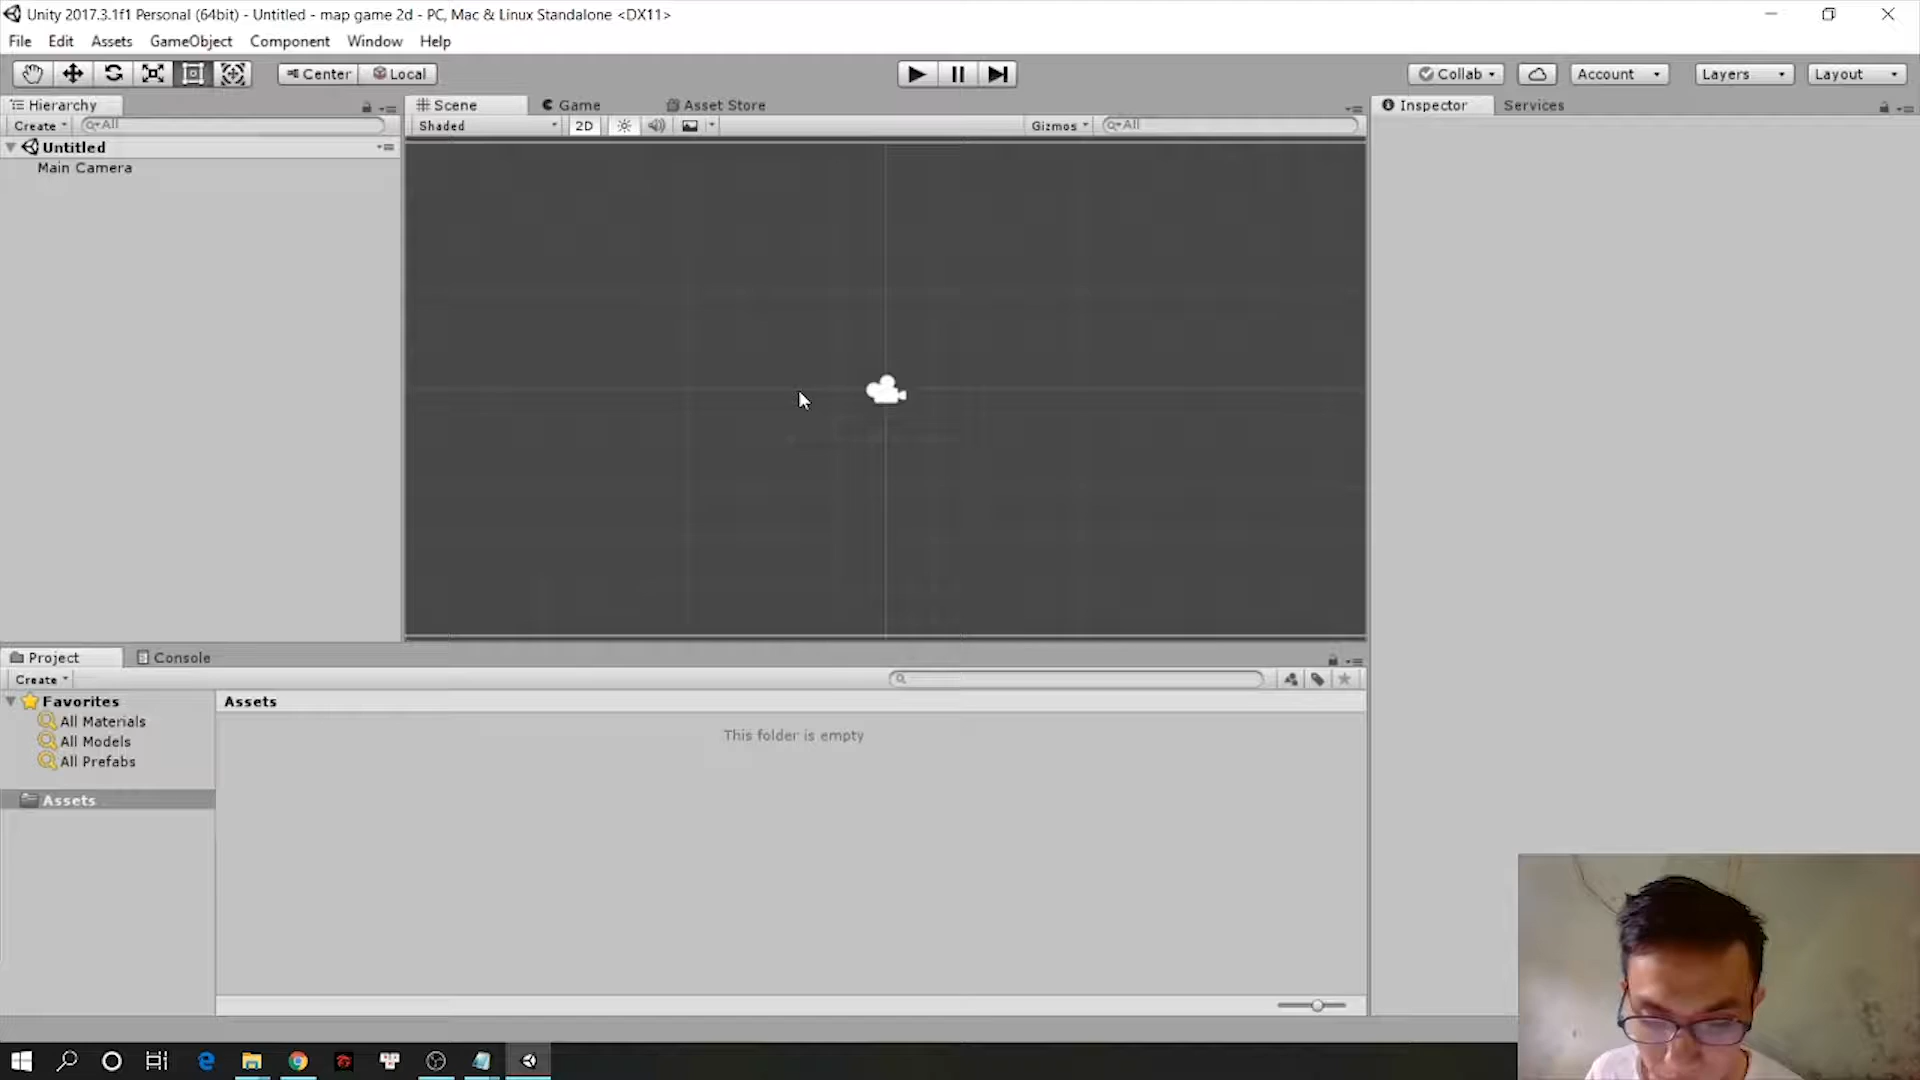 Unity 2017.3.1f1 Personal (64bit) - Untitled - map game 2d - PC, Mac & Linux Standalone <DX11>
File Edit Assets GameObject Component Window Help
Center Local Collab Account Layers Layout
Hierarchy Scene Game Asset Store Inspector Services
Create All Shaded 2D Gizmos All
Untitled
Main Camera
Project Console
Create
Favorites Assets
All Materials
This folder is empty
All Models
All Prefabs
Assets